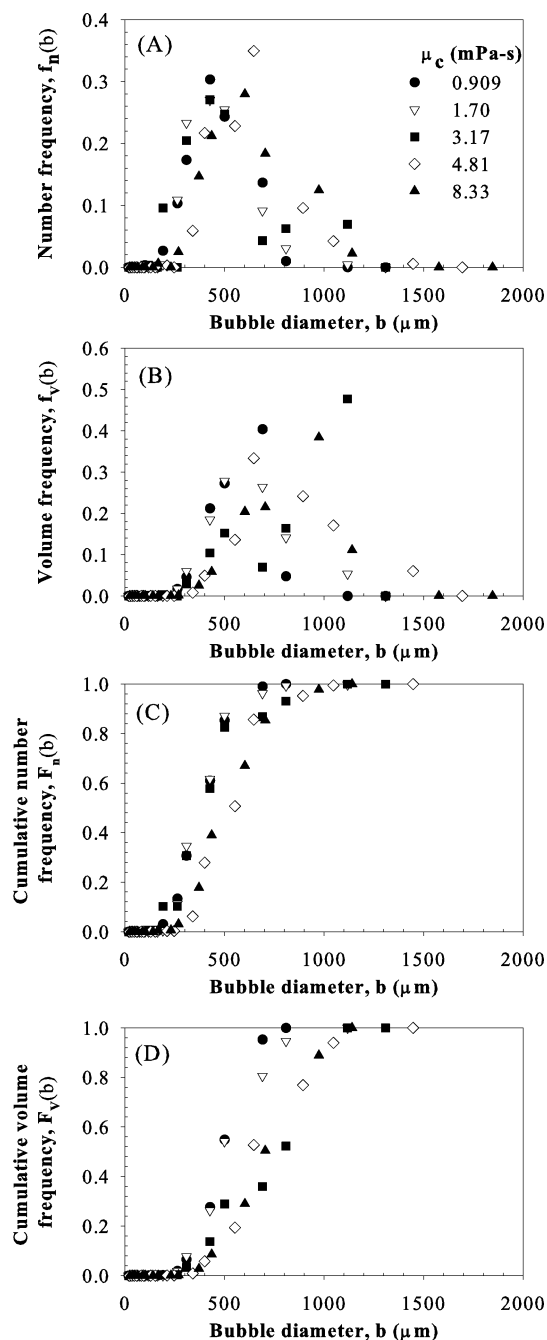 0.4
(A)
μc (mPa-s)
0.3
0.909
1.70
0.2
3.17
4.81
0.1
8.33
0.0
Number frequency, fn(b)
0 500 1000 1500 2000
Bubble diameter, b (μm)
0.6
(B)
0.5
0.4
0.3
0.2
0.1
0.0
Volume frequency, fv(b)
0 500 1000 1500 2000
Bubble diameter, b (μm)
1.0
(C)
0.8
0.6
0.4
0.2
0.0
Cumulative number
frequency, Fn(b)
0 500 1000 1500 2000
Bubble diameter, b (μm)
1.0
(D)
0.8
0.6
0.4
0.2
0.0
Cumulative volume
frequency, Fv(b)
0 500 1000 1500 2000
Bubble diameter, b (μm)